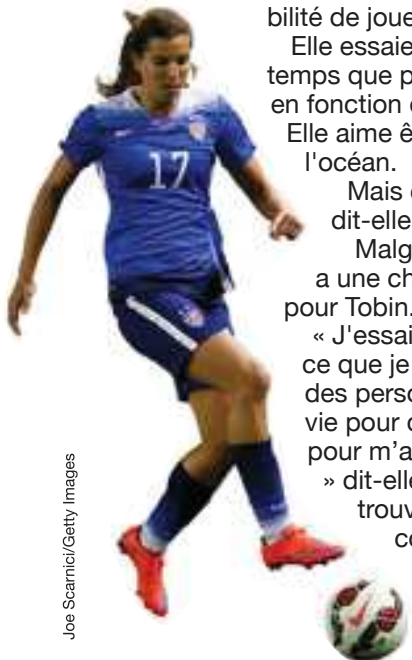 bilité de joue
Elle essaie
temps que p
en fonction d
Elle aime ê
l'océan.
Mais
dit-elle
Malg
a une ch
pour Tobin.
« J'essai
ce que je
des perso
vie pour
pour m'a
» dit-elle
trouv
co
17
Joe Scarnici/Getty Images